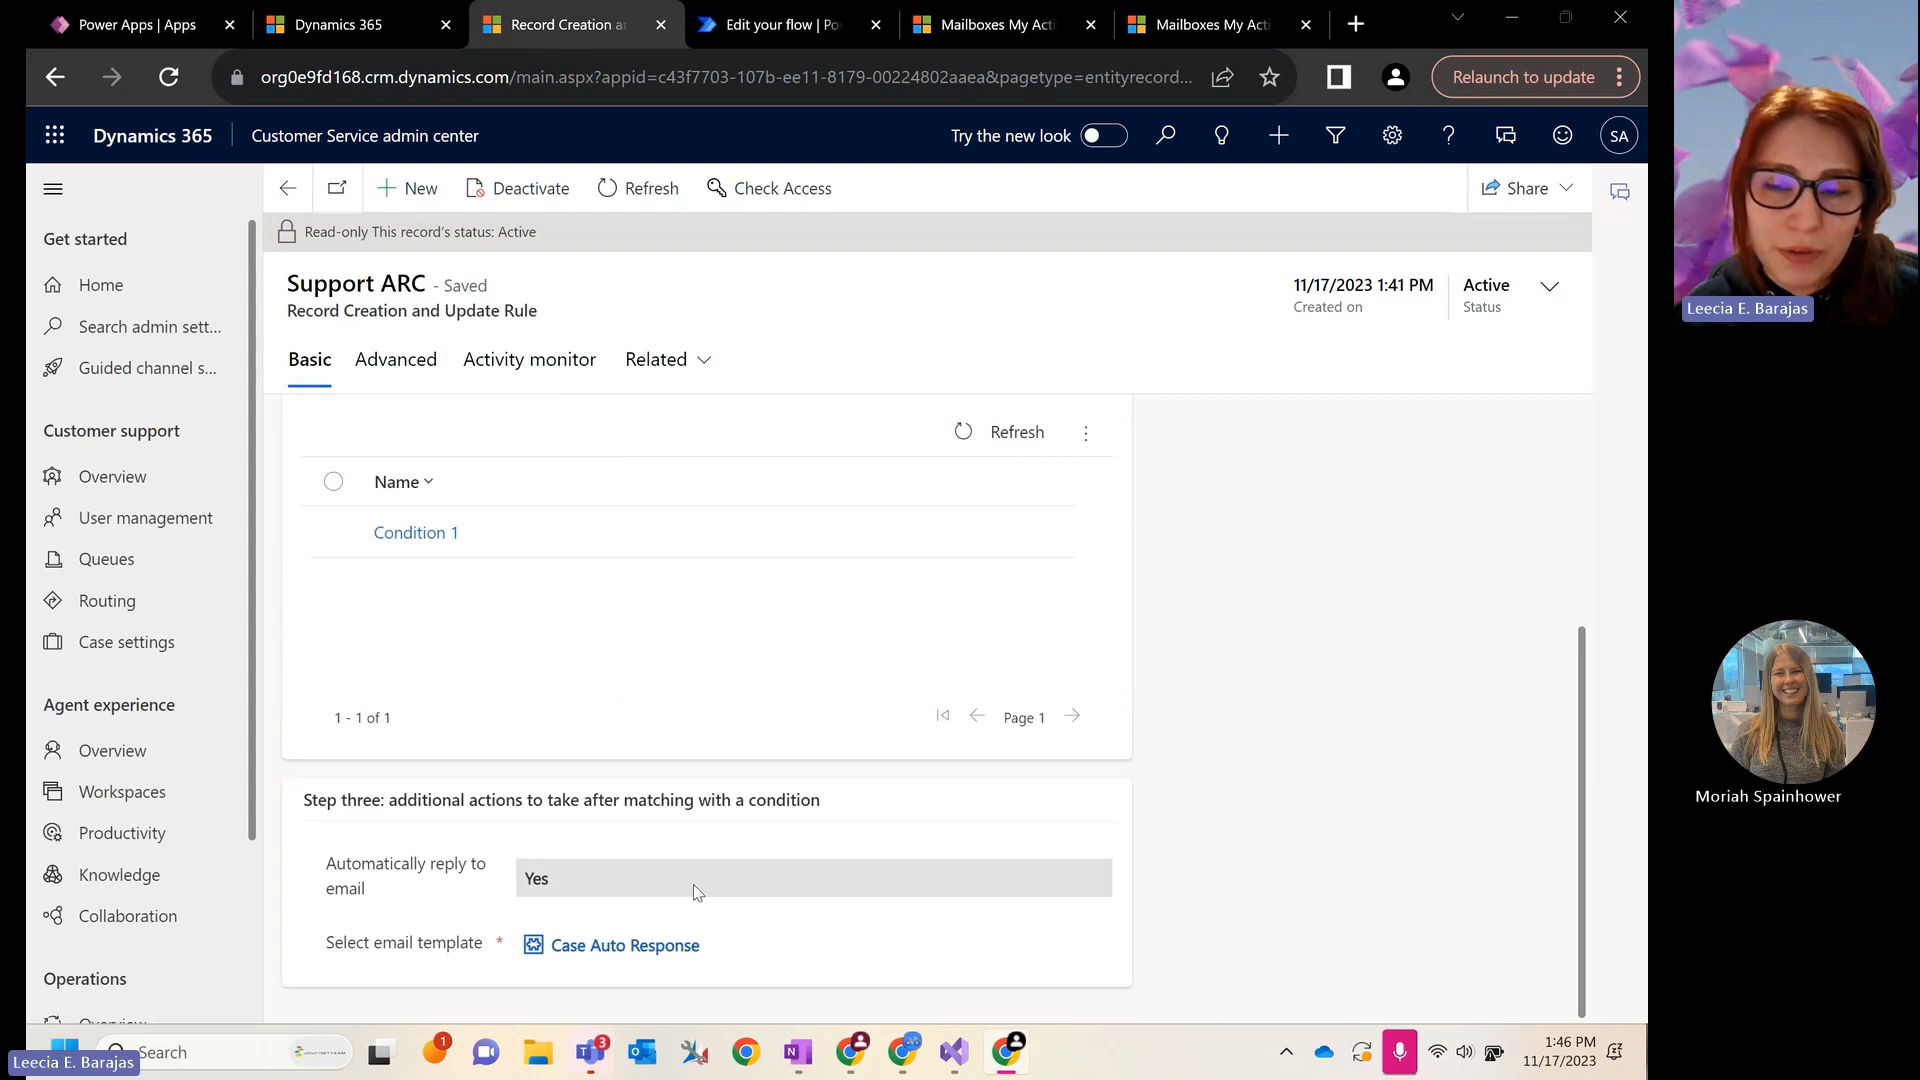 Power Apps | Apps
Dynamics 365
Record Creation a
Edit your flow | Po
Mailboxes My Acti
Mailboxes My Acti
org0e9fd168.crm.dynamics.com/main.aspx?appid=c43f7703-107b-ee11-8179-00224802aaea&pagetype=entityrecord...
Relaunch to update
Dynamics 365
Customer Service admin center
Try the new look
SA
New
Deactivate
Refresh
Check Access
Share
Read-only This record's status: Active
Get started
Home
Search admin sett...
Guided channel s...
Customer support
Overview
User management
Queues
Routing
Case settings
Agent experience
Overview
Workspaces
Productivity
Knowledge
Collaboration
Operations
Support ARC - Saved
Record Creation and Update Rule
11/17/2023 1:41 PM
Created on
Active
Status
Basic
Advanced
Activity monitor
Related
Refresh
Name
Condition 1
1 - 1 of 1
Page 1
Step three: additional actions to take after matching with a condition
Automatically reply to
email
Yes
Select email template *
Case Auto Response
Leecia E. Barajas
Moriah Spainhower
Leecia E. Barajas
Search
1
3
1:46 PM
11/17/2023